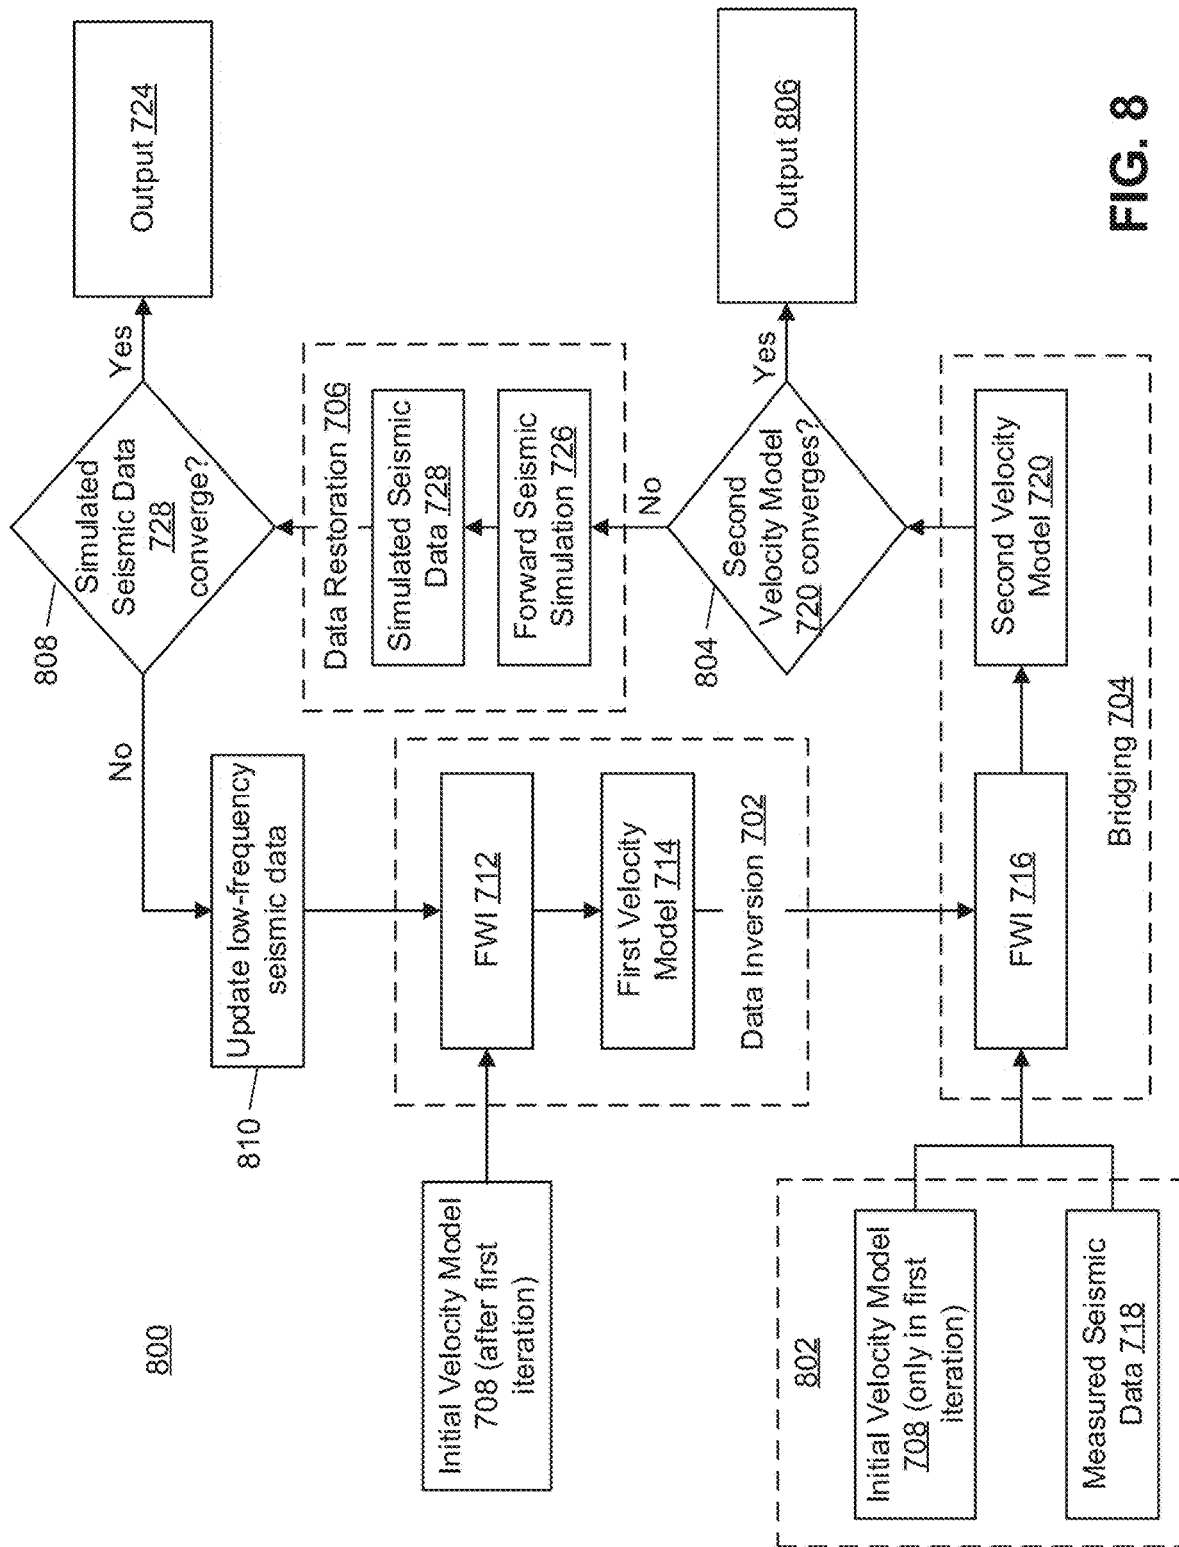 800
Initial Velocity Model
708 (after first
iteration)
802
Initial Velocity Model
708 (only in first
iteration)
Measured Seismic
Data 718
810
Update low-frequency
seismic data
No
FWI 712
First Velocity
Model 714
Data Inversion 702
FWI 716
Bridging 704
Second Velocity
Model 720
804
Second
Velocity Model
720 converges?
No
Yes
Output 806
Data Restoration 706
Simulated Seismic
Data 728
Forward Seismic
Simulation 726
808
Simulated
Seismic Data
728
converge?
Yes
Output 724
FIG. 8